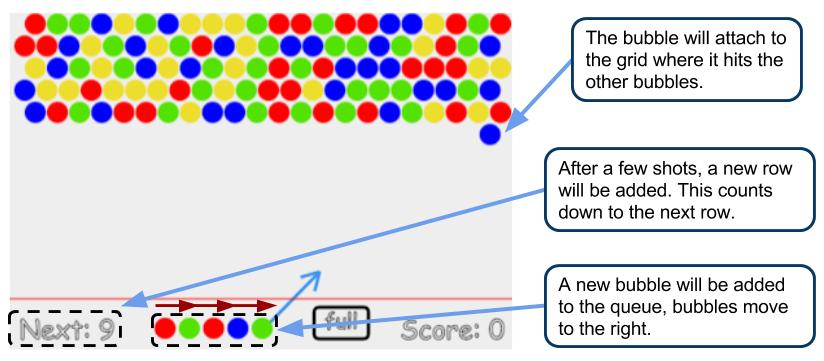 The bubble will attach to
the grid where it hits the
other bubbles.
After a few shots, a new row
will be added. This counts
down to the next row.
A new bubble will be added
to the queue, bubbles move
to the right.
Next: 9
full
Score: 0